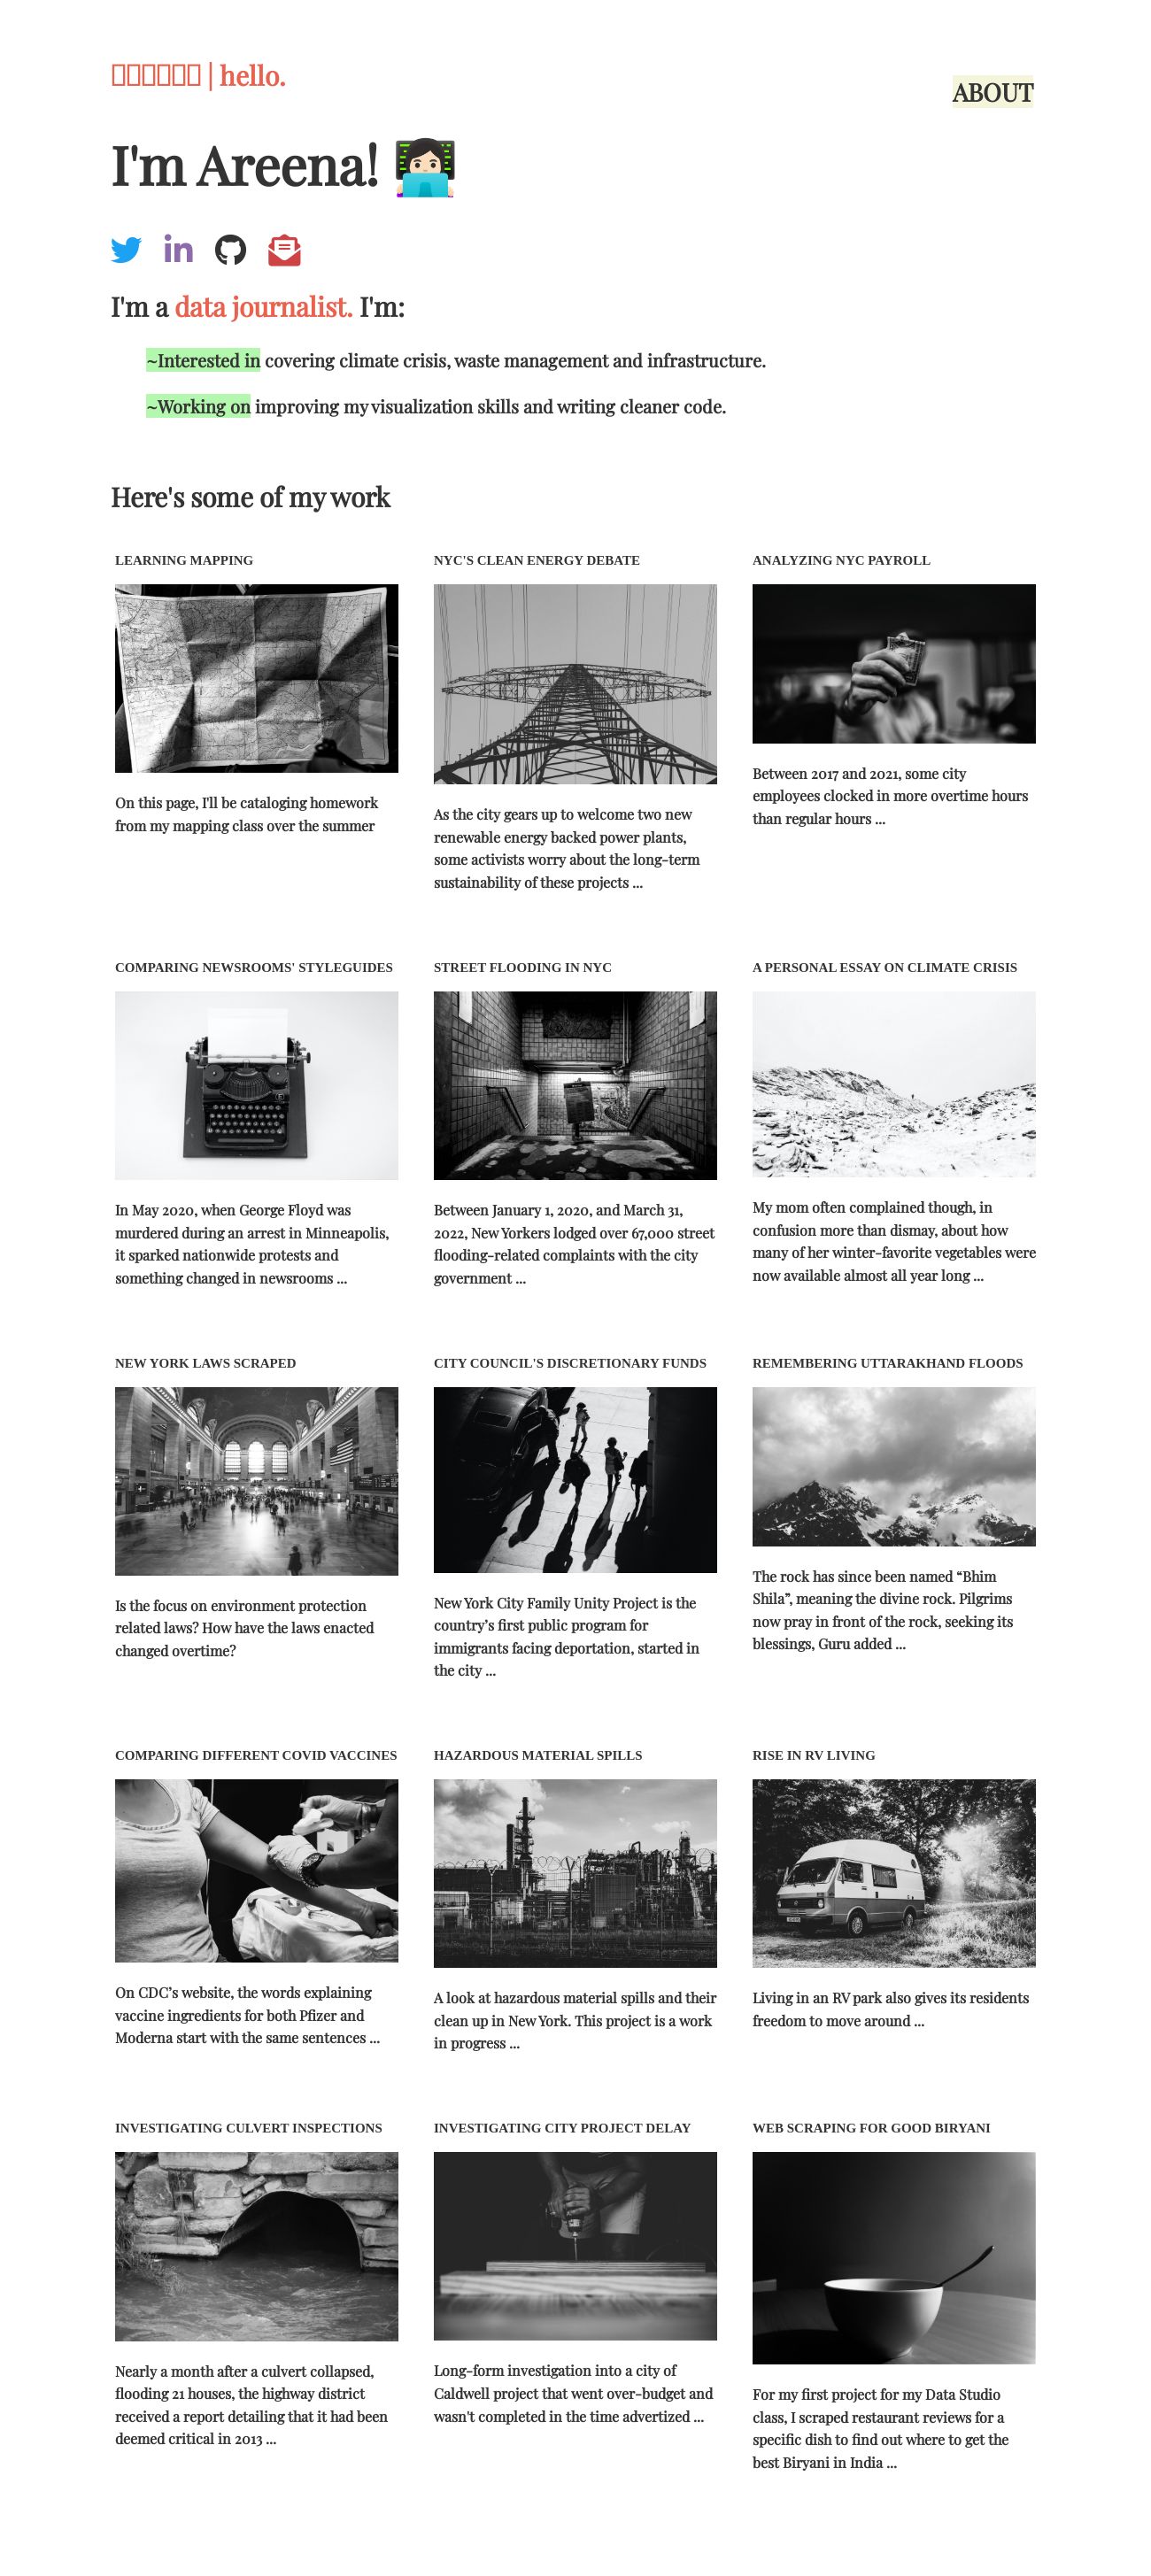 | hello.
ABOUT
I'm Areena! 👩🏻‍💻
I'm a data journalist. I'm:
~Interested in covering climate crisis, waste management and infrastructure.
~Working on improving my visualization skills and writing cleaner code.
Here's some of my work
LEARNING MAPPING
On this page, I'll be cataloging homework
from my mapping class over the summer
NYC'S CLEAN ENERGY DEBATE
As the city gears up to welcome two new
renewable energy backed power plants,
some activists worry about the long-term
sustainability of these projects ...
ANALYZING NYC PAYROLL
Between 2017 and 2021, some city
employees clocked in more overtime hours
than regular hours ...
COMPARING NEWSROOMS' STYLEGUIDES
In May 2020, when George Floyd was
murdered during an arrest in Minneapolis,
it sparked nationwide protests and
something changed in newsrooms ...
STREET FLOODING IN NYC
Between January 1, 2020, and March 31,
2022, New Yorkers lodged over 67,000 street
flooding-related complaints with the city
government ...
A PERSONAL ESSAY ON CLIMATE CRISIS
My mom often complained though, in
confusion more than dismay, about how
many of her winter-favorite vegetables were
now available almost all year long ...
NEW YORK LAWS SCRAPED
Is the focus on environment protection
related laws? How have the laws enacted
changed overtime?
CITY COUNCIL'S DISCRETIONARY FUNDS
New York City Family Unity Project is the
country’s first public program for
immigrants facing deportation, started in
the city ...
REMEMBERING UTTARAKHAND FLOODS
The rock has since been named “Bhim
Shila”, meaning the divine rock. Pilgrims
now pray in front of the rock, seeking its
blessings, Guru added ...
COMPARING DIFFERENT COVID VACCINES
On CDC’s website, the words explaining
vaccine ingredients for both Pfizer and
Moderna start with the same sentences ...
HAZARDOUS MATERIAL SPILLS
A look at hazardous material spills and their
clean up in New York. This project is a work
in progress ...
RISE IN RV LIVING
Living in an RV park also gives its residents
freedom to move around ...
INVESTIGATING CULVERT INSPECTIONS
Nearly a month after a culvert collapsed,
flooding 21 houses, the highway district
received a report detailing that it had been
deemed critical in 2013 ...
INVESTIGATING CITY PROJECT DELAY
Long-form investigation into a city of
Caldwell project that went over-budget and
wasn't completed in the time advertized ...
WEB SCRAPING FOR GOOD BIRYANI
For my first project for my Data Studio
class, I scraped restaurant reviews for a
specific dish to find out where to get the
best Biryani in India ...